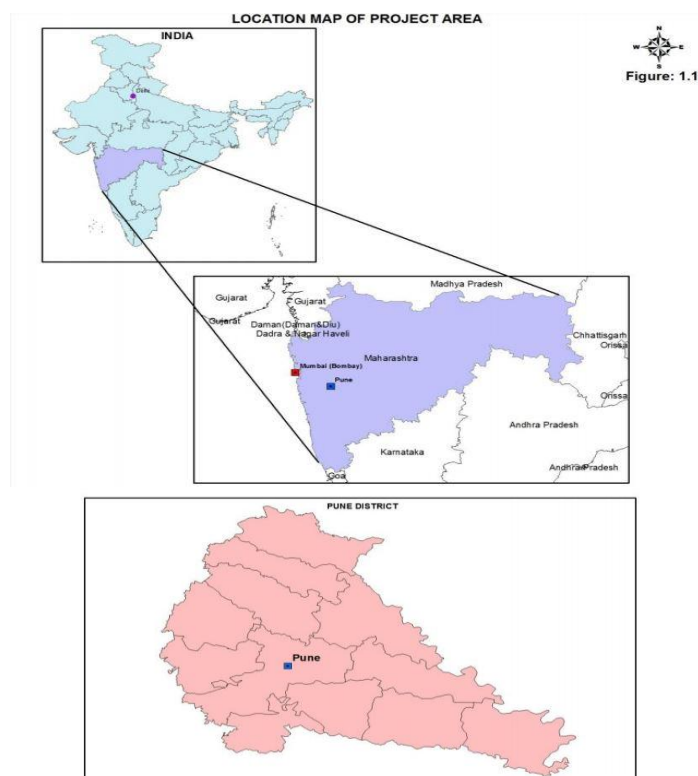 LOCATION MAP OF PROJECT AREA
INDIA
N
W E
S
Figure: 1.1
Delhi
Madhya Pradesh
Gujarat
Gujarat
Gujarat
Daman(Daman&Diu)
Dadra & Nagar Haveli
Chhattisgarh
Orissa
Maharashtra
Mumbai (Bombay)
Pune
Orissa
Andhra Pradesh
Karnataka
Andhra Pradesh
Goa
PUNE DISTRICT
Pune